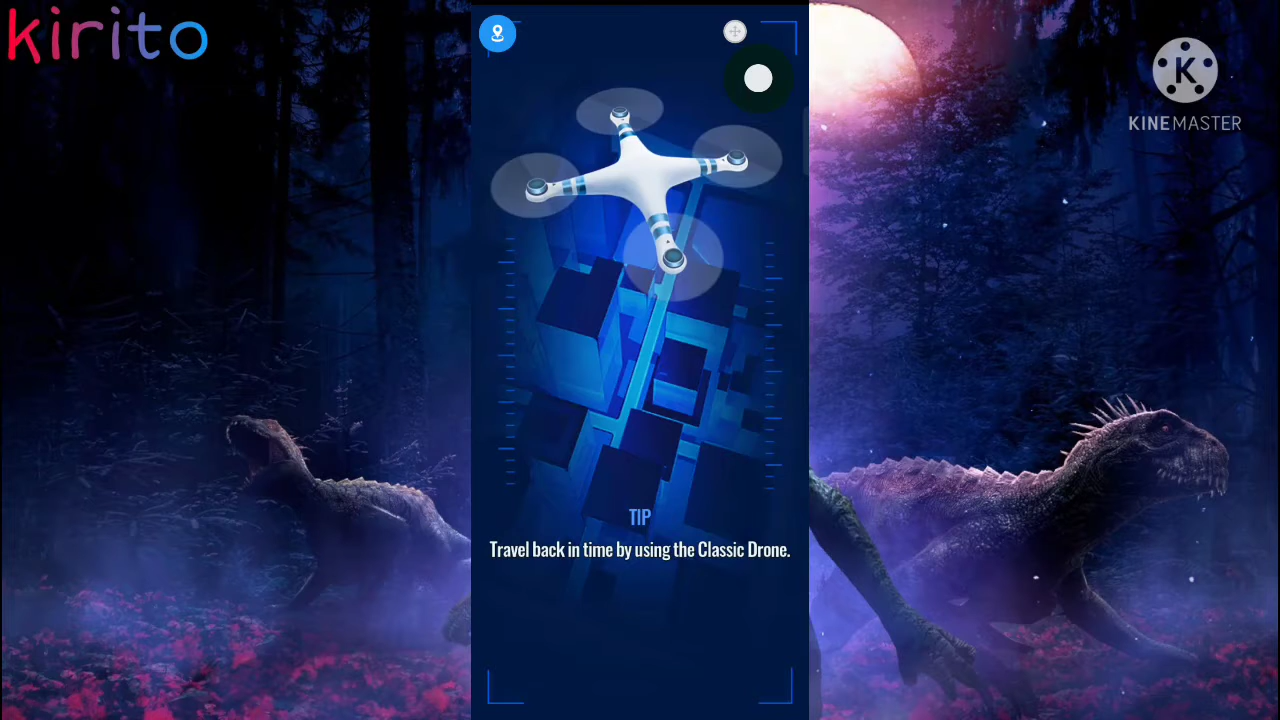 kirito
K
KINEMASTER
TIP
Travel back in time by using the Classic Drone.